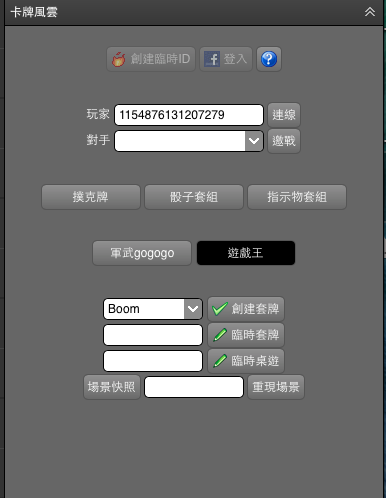 卡牌風雲
創建臨時ID 登入 ?
玩家 1154876131207279 連線
對手 邀戰
撲克牌 骰子套組 指示物套組
軍武gogogo 遊戲王
Boom 創建套牌
臨時套牌
臨時桌遊
場景快照 重現場景